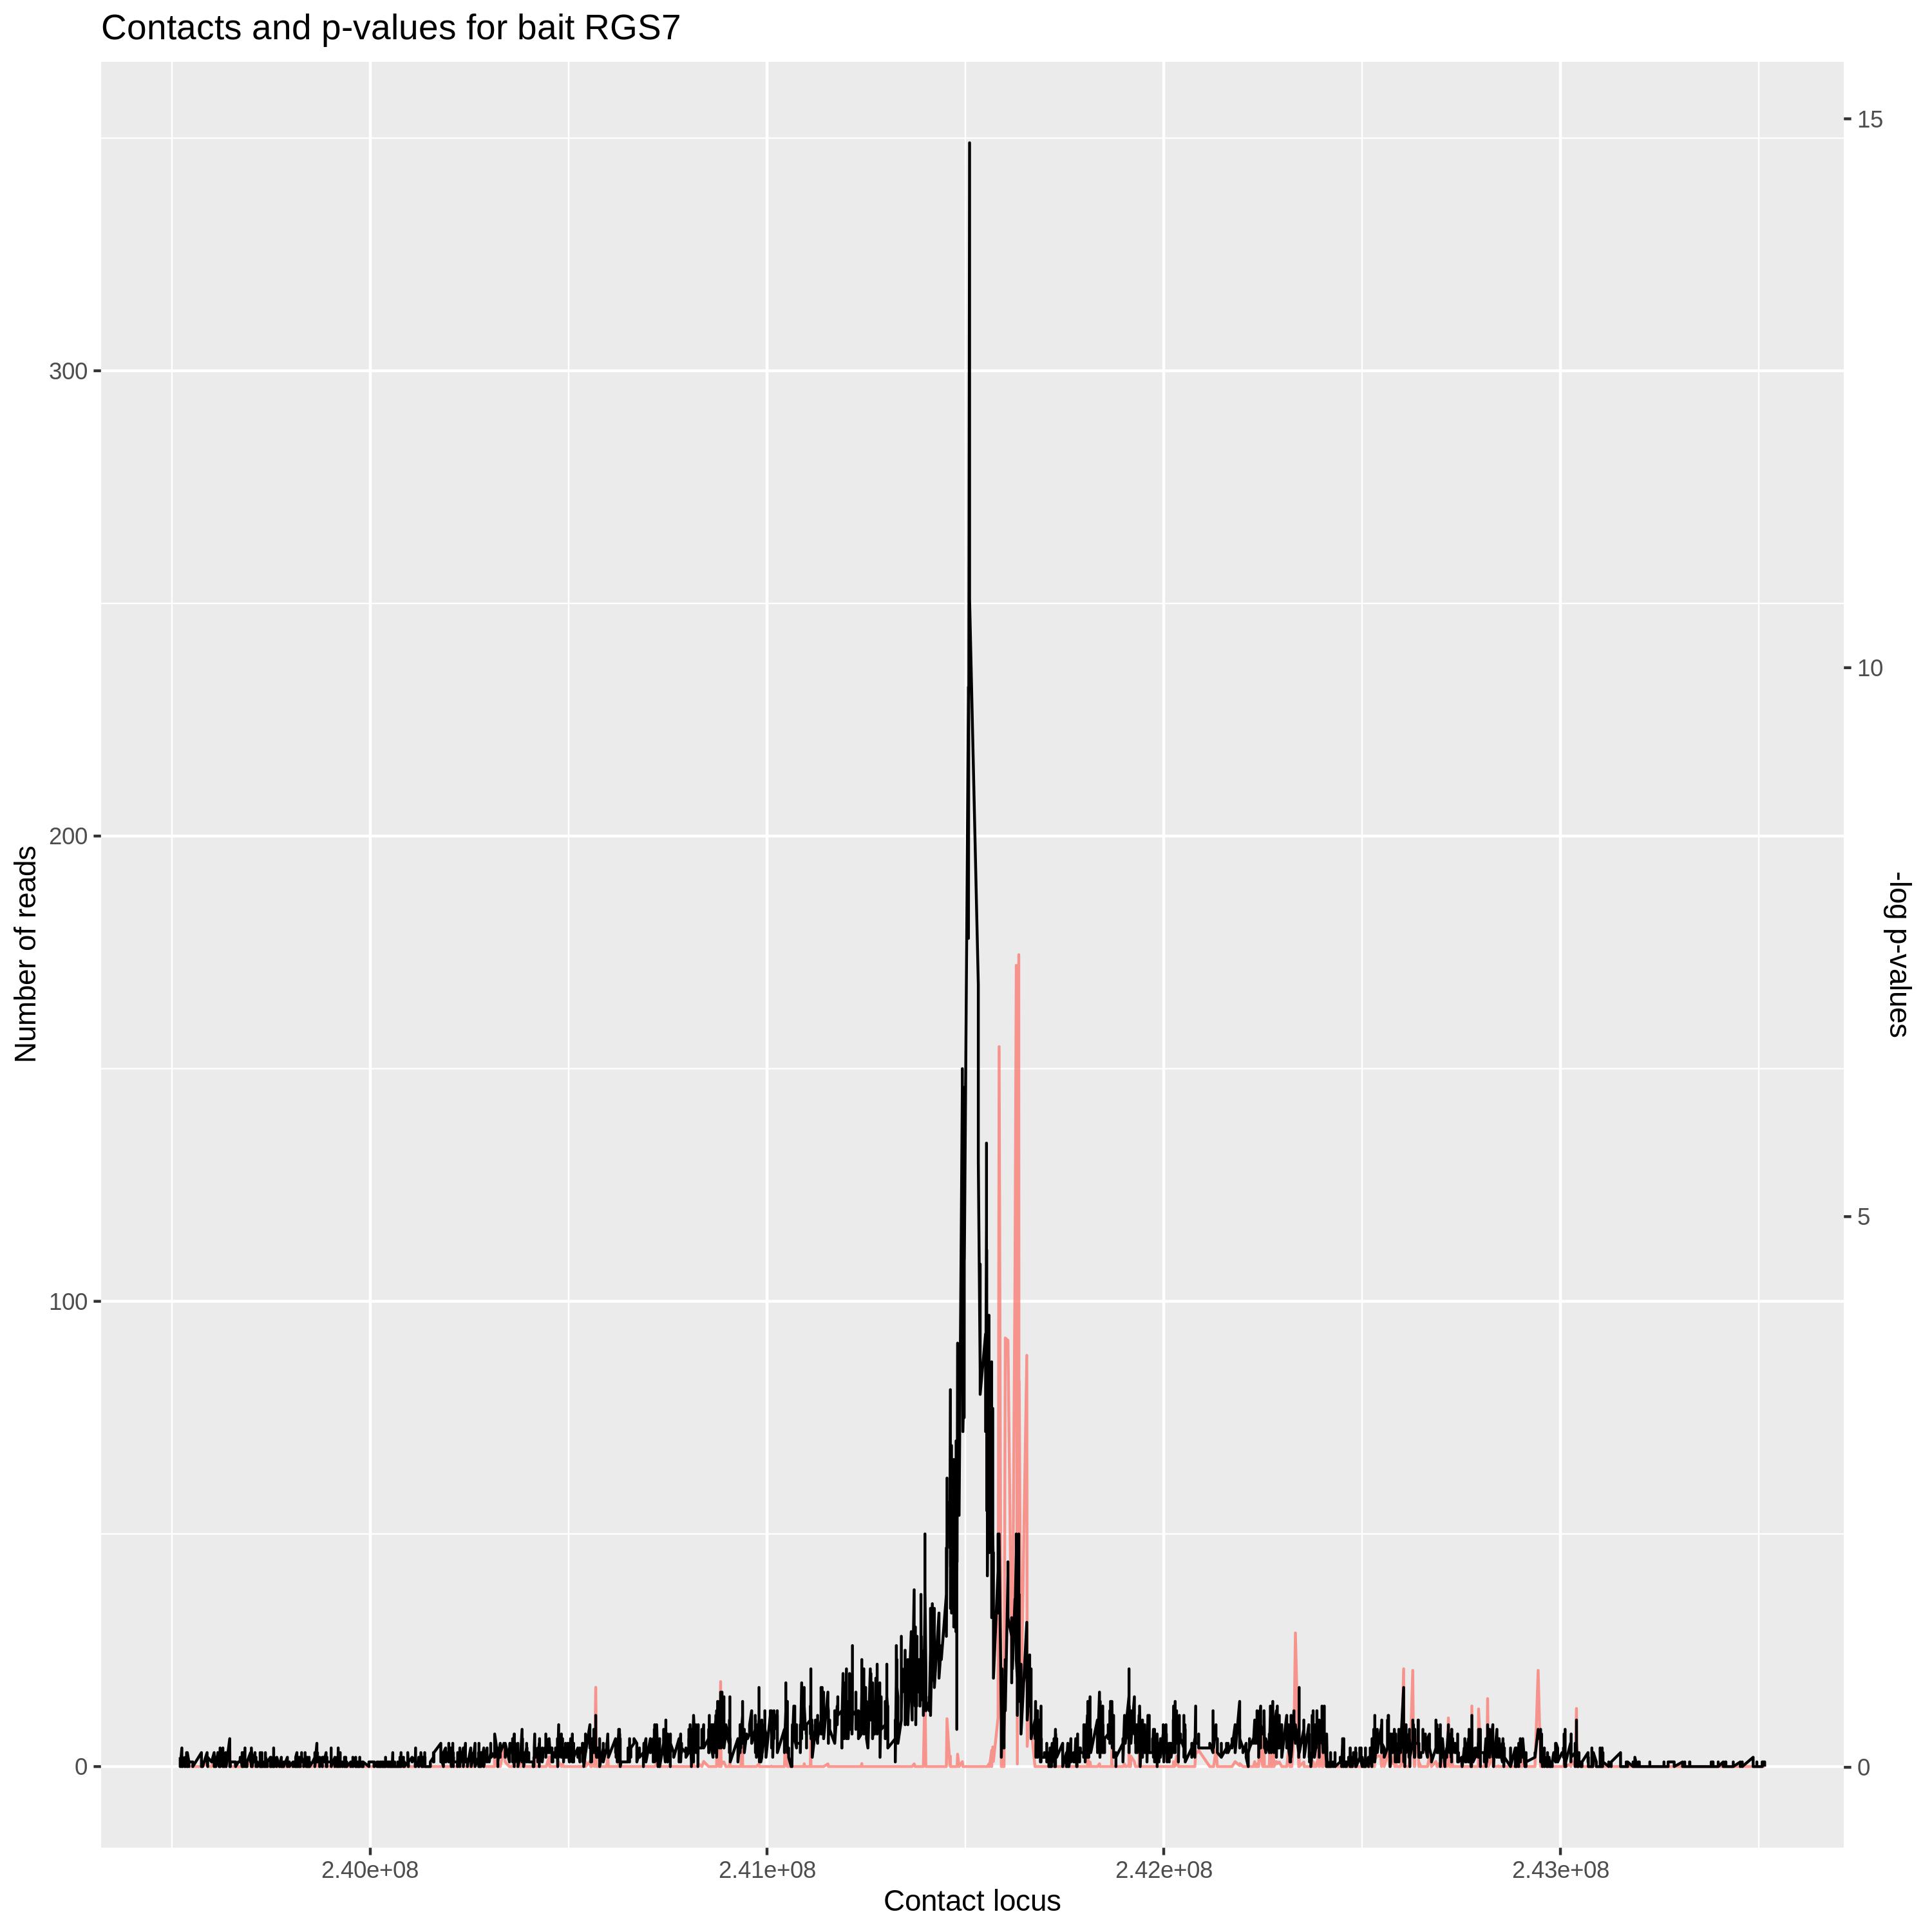 Contacts and p-values for bait RGS7
Number of reads
300
200
100
0
15
10
5
0
-log p-values
2.40e+08 2.41e+08 2.42e+08 2.43e+08
Contact locus